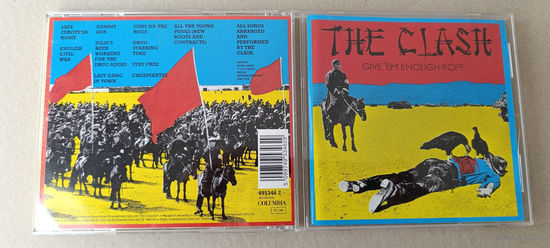 SAFE
EUROPEAN
HOME
ENGLISH
CIVIL
WAR
TOMMY
GUN
JULIE'S
BEEN
WORKING
FOR THE
DRUG SQUAD
LAST GANG
IN TOWN
GUNS ON THE
ROOF
DRUG-
STABBING
TIME
STAY FREE
CHEAPSKATES
ALL THE YOUNG
PUNKS (NEW
BOOTS AND
CONTRACTS)
ALL SONGS
ARRANGED
AND
PERFORMED BY
THE
CLASH
495346 2
COLUMBIA
THE CLASH
GIVE 'EM ENOUGH ROPE